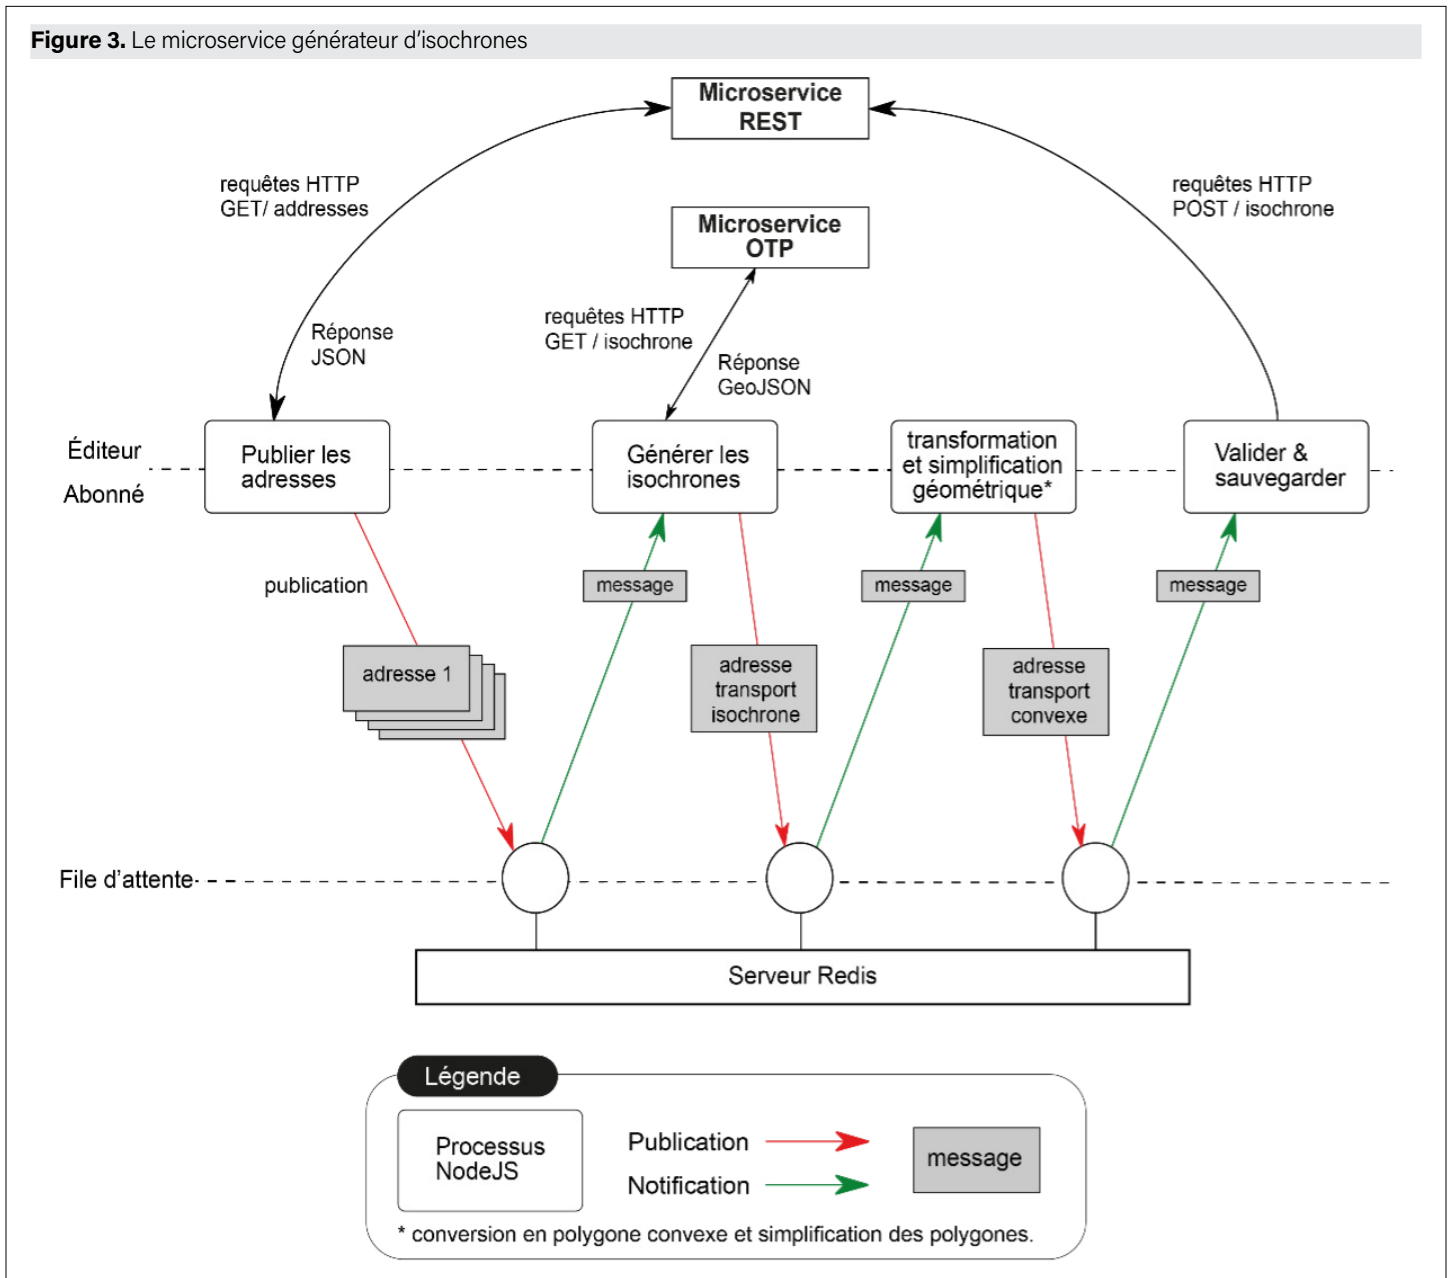 Figure 3. Le microservice générateur d'isochrones
Microservice
REST
requêtes HTTP
GET/ addresses
requêtes HTTP
POST / isochrone
Microservice
OTP
requêtes HTTP
GET / isochrone
Réponse
JSON
Réponse
GeoJSON
Éditeur
Abonné
Publier les
adresses
Générer les
isochrones
transformation
et simplification
géométrique*
Valider &
sauvegarder
publication
message
message
message
adresse 1
adresse
transport
isochrone
adresse
transport
convexe
File d'attente
Serveur Redis
Légende
Processus
NodeJS
Publication
Notification
message
* conversion en polygone convexe et simplification des polygones.